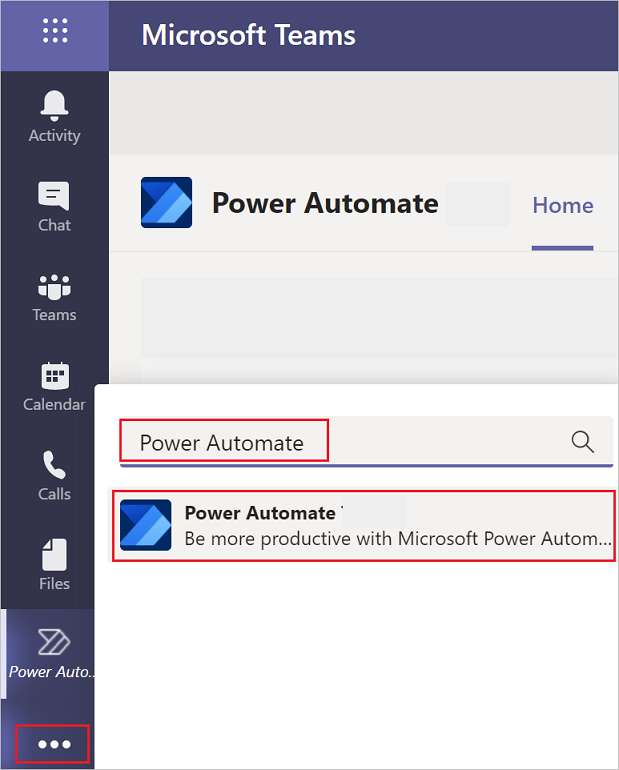 Microsoft Teams
Activity
Chat
Teams
Calendar
Calls
Files
Power Auto...
Power Automate
Home
Power Automate
Power Automate
Be more productive with Microsoft Power Autom...